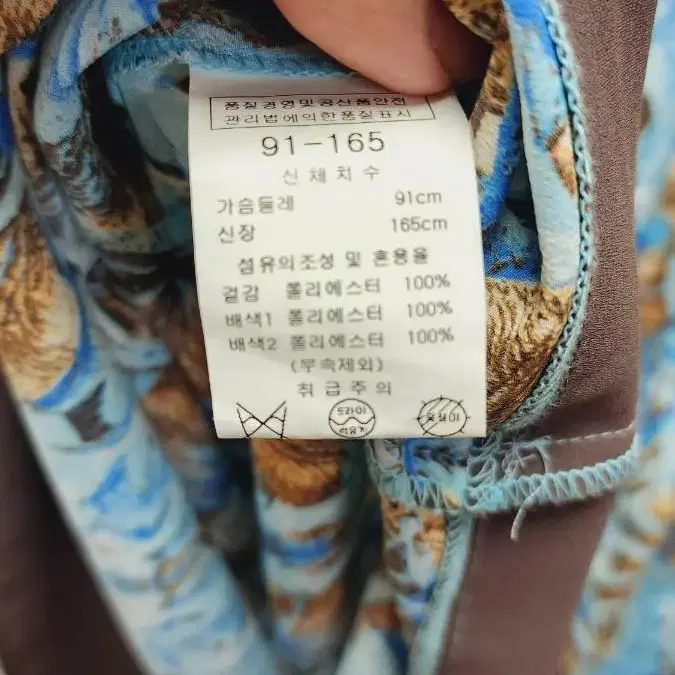 품질경영및공산품안전
관리법에의한품질표시
91-165
신체치수
가슴둘레 91cm
신장 165cm
섬유의조성 및 혼용율
겉감 폴리에스터 100%
배색1 폴리에스터 100%
배색2 폴리에스터 100%
(부속제외)
취급주의
드라이
석유계